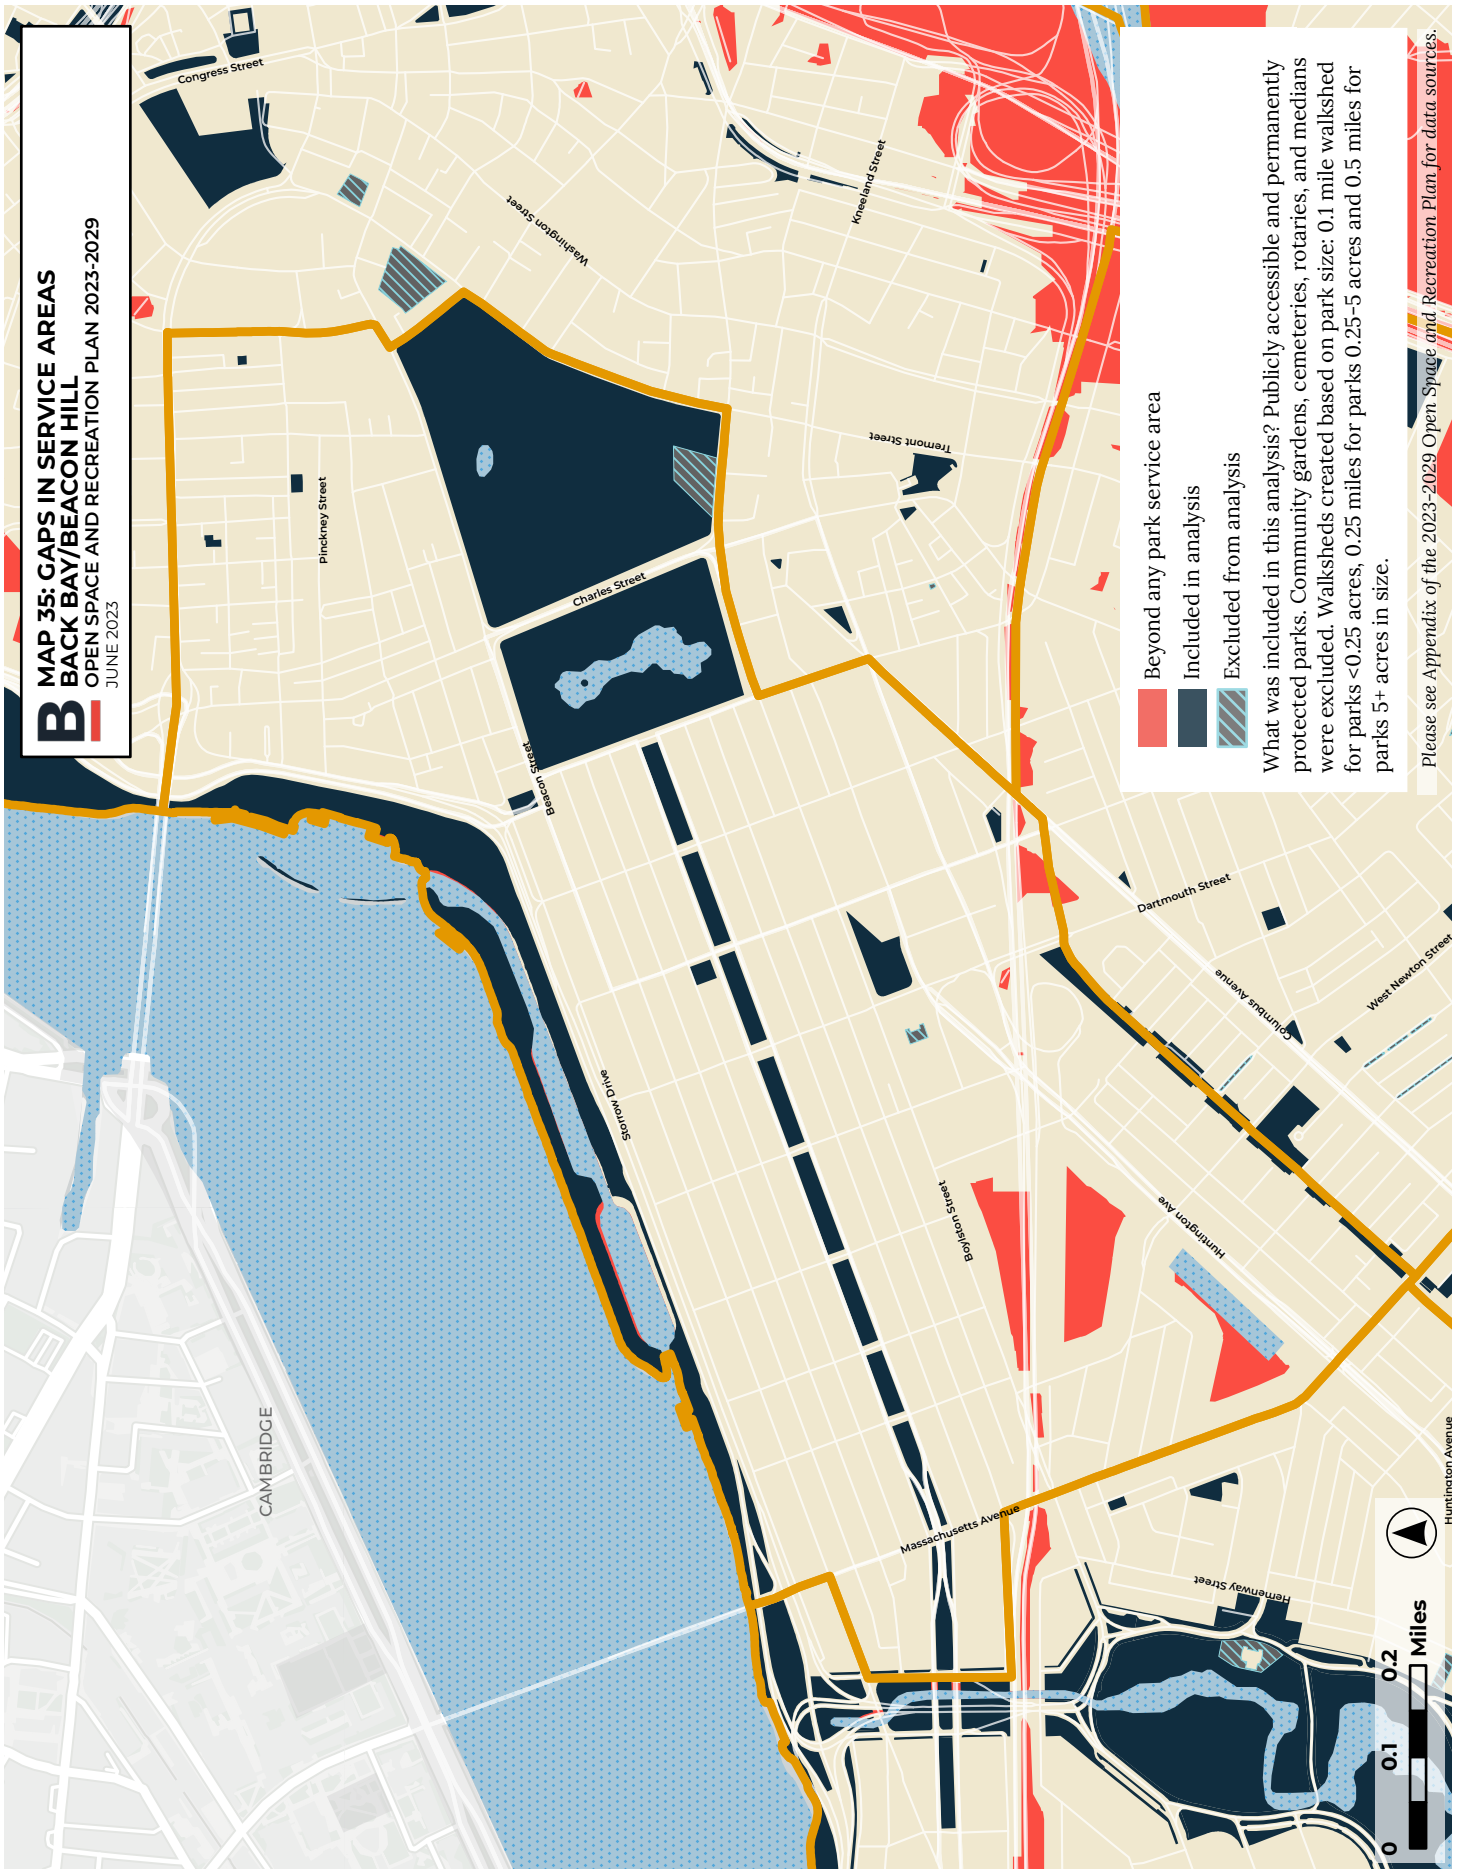 B
MAP 35: GAPS IN SERVICE AREAS
BACK BAY/BEACON HILL
OPEN SPACE AND RECREATION PLAN 2023-2029
JUNE 2023
Congress Street
Washington Street
Kneeland Street
Tremont Street
Pinckney Street
Charles Street
Beacon Street
Storrow Drive
Boylston Street
Massachusetts Avenue
Huntington Ave
Dartmouth Street
Columbus Avenue
West Newton Street
Hemenway Street
Huntington Avenue
CAMBRIDGE
Beyond any park service area
Included in analysis
Excluded from analysis
What was included in this analysis? Publicly accessible and permanently
protected parks. Community gardens, cemeteries, rotaries, and medians
were excluded. Walksheds created based on park size: 0.1 mile walkshed
for parks <0.25 acres, 0.25 miles for parks 0.25-5 acres and 0.5 miles for
parks 5+ acres in size.
Please see Appendix of the 2023-2029 Open Space and Recreation Plan for data sources.
0 0.1 0.2
Miles